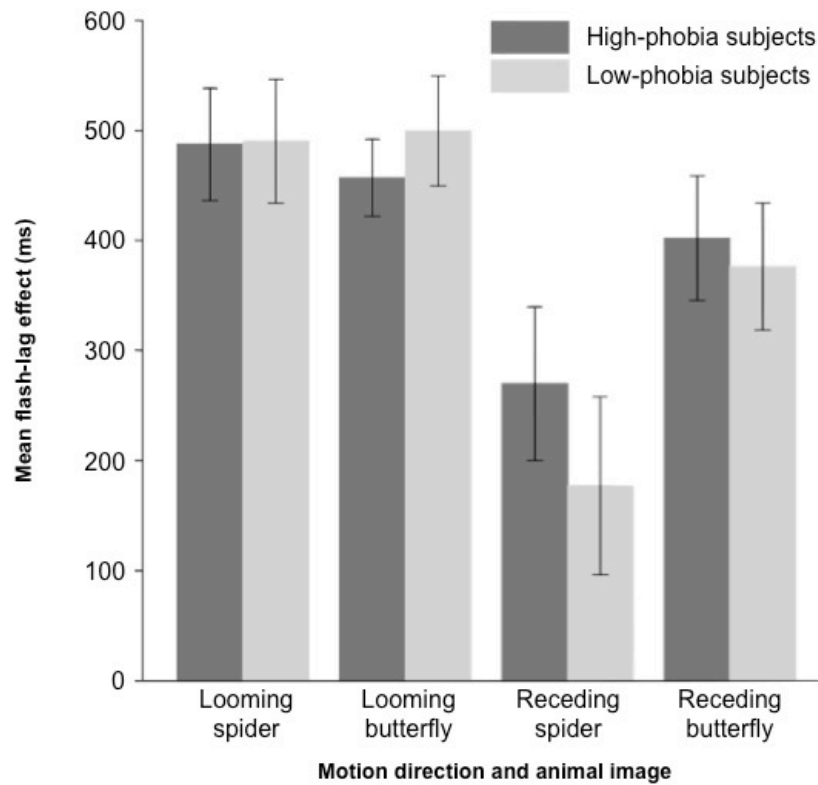 600
500
400
300
200
100
0
Mean flash-lag effect (ms)
High-phobia subjects
Low-phobia subjects
Looming
spider
Looming
butterfly
Receding
spider
Receding
butterfly
Motion direction and animal image